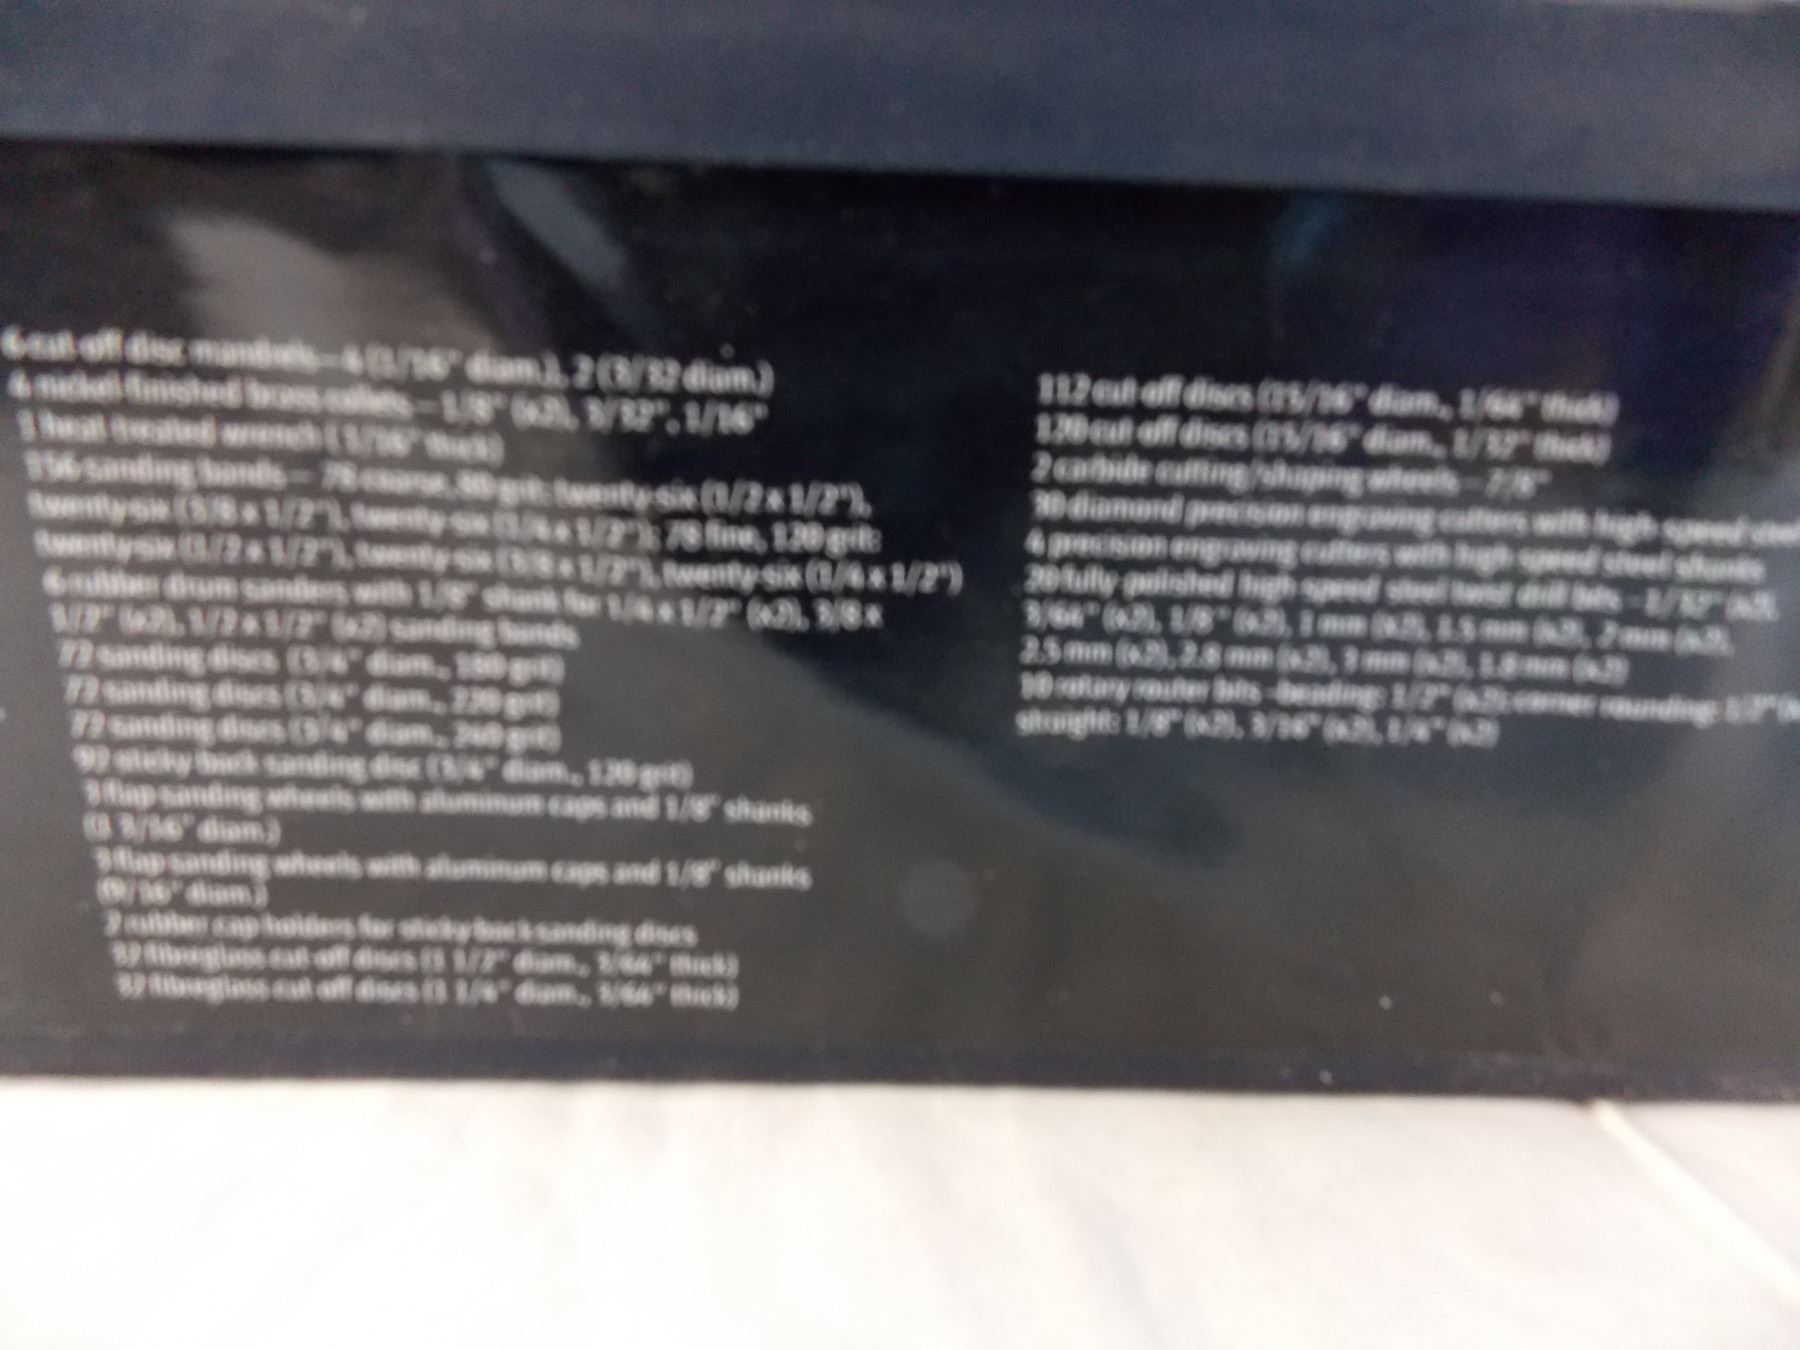 6 cut-off disc mandrels – 4 (1/16" diam.), 2 (3/32 diam.)
4 nickel finished brass collets – 1/8" (x2), 3/32", 1/16"
1 heat treated wrench ( thick)
156 sanding bands – 78 coarse, 80 grit: twenty-six (1/2 x 1/2"),
twenty-six (3/8 x 1/2"), twenty-six (1/4 x 1/2"); 78 fine, 120 grit:
twenty-six (1/2 x 1/2"), twenty-six (3/8 x 1/2"), twenty-six (1/4 x 1/2")
6 rubber drum sanders with 1/8" shank for 1/4 x 1/2" (x2), 3/8 x
1/2" (x2), 1/2 x 1/2" (x2) sanding bands
72 sanding discs (3/4" diam., 180 grit)
72 sanding discs (3/4" diam., 220 grit)
72 sanding discs (3/4" diam., grit)
92 sticky back sanding disc (3/4" diam., 120 grit)
flap sanding wheels with aluminum caps and 1/8" shanks
(1 3/16" diam.)
flap sanding wheels with aluminum caps and 1/8" shanks
(9/16" diam.)
2 rubber cap holders for sticky back sanding discs
fibreglass cut-off discs (1 1/2" diam., 3/64" thick)
fibreglass cut-off discs (1 1/4" diam., 3/64" thick)
112 cut-off discs (15/16" diam., 1/64" thick)
120 cut-off discs (15/16" diam., 1/32" thick)
2 carbide cutting/shaping wheels – 7/8"
30 diamond precision engraving cutters with high speed steel
4 precision engraving cutters with high speed steel shanks
20 fully polished high speed steel twist drill bits – 1/32" (x2),
3/64" (x2), 1/8" (x2), 1 mm (x2), 1.5 mm (x2), 2 mm (x2),
2.5 mm (x2), 2.8 mm (x2), 3 mm (x2), 1.8 mm (x2)
10 rotary router bits -beading: 1/2" (x2); corner rounding: 1/2"
straight: 1/8" (x2), 3/16" (x2), 1/4" (x2)